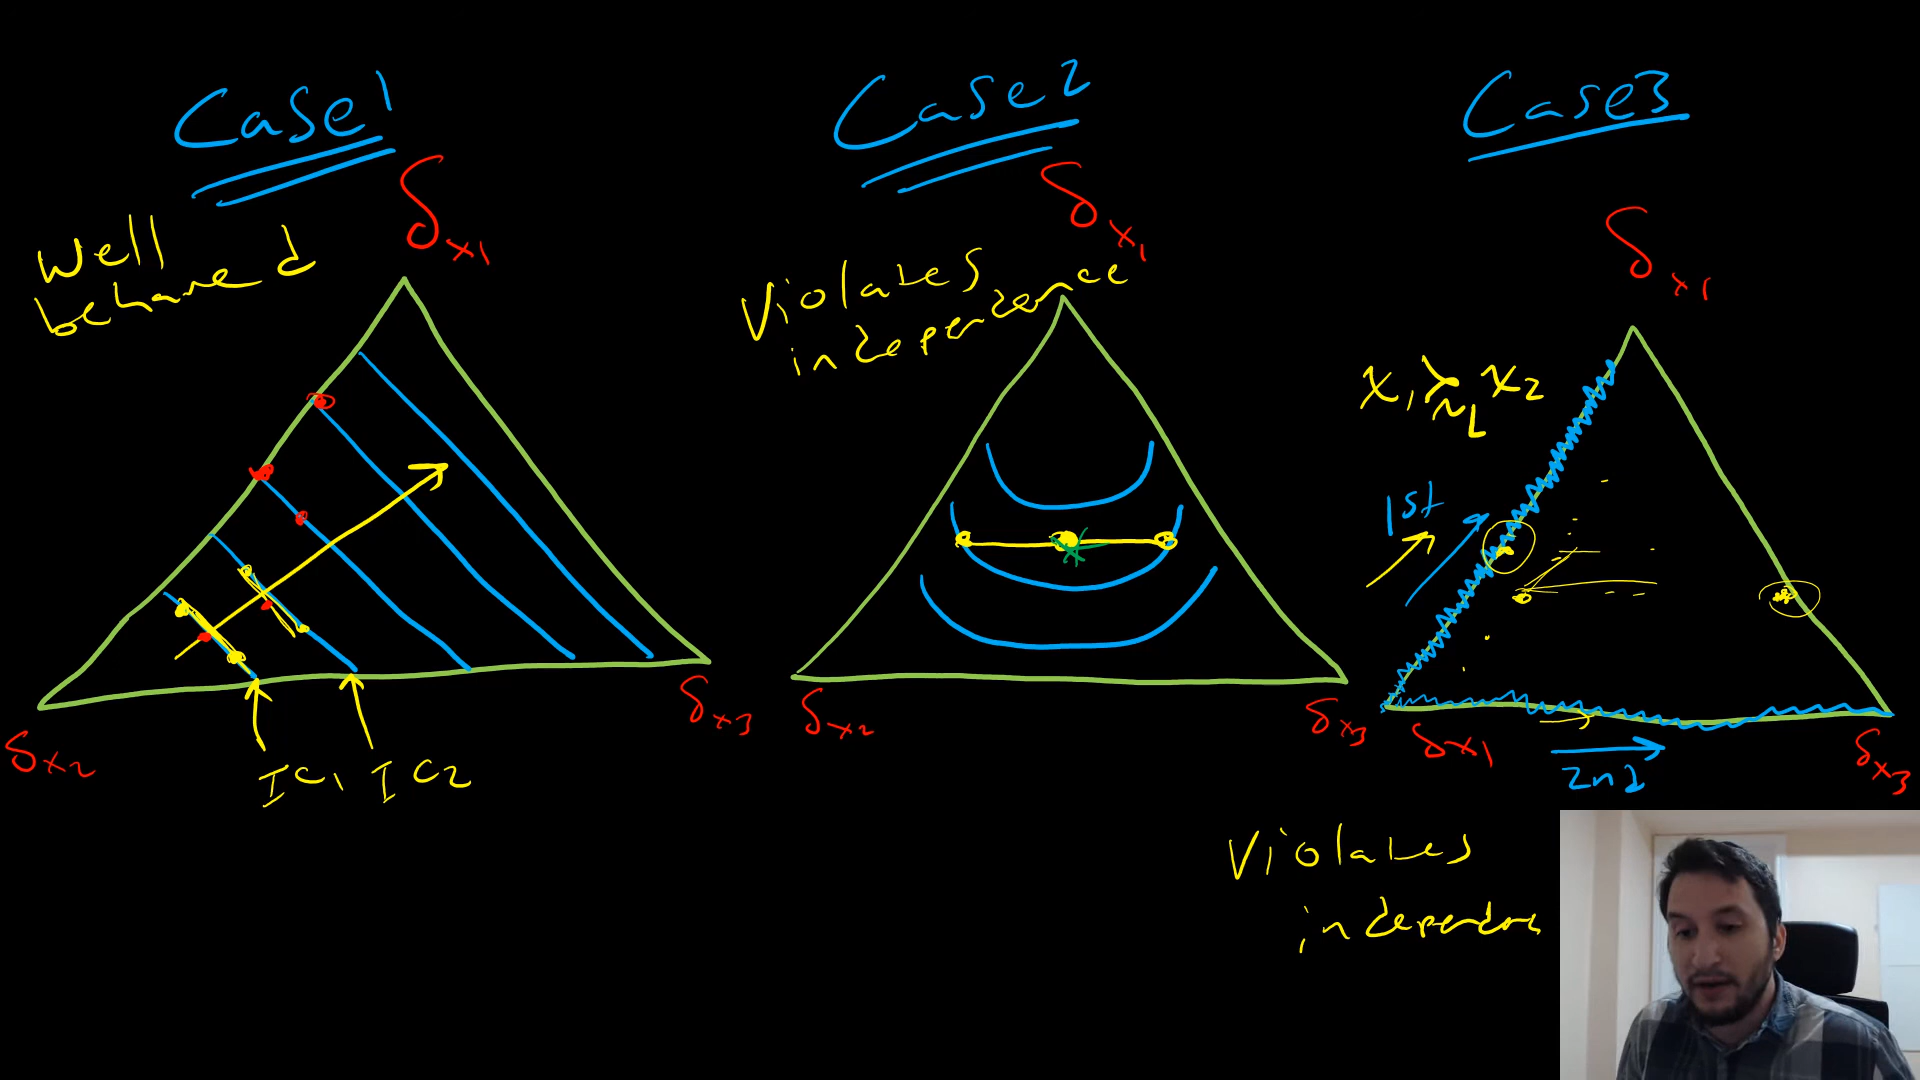 Case1
Case2
Case3
δx1
δx1
δx1
Well
behaved
Violates
independence
x1 ≿L x2
1st
δx2
δx3
δx2
δx3
δx1
δx3
2nd
IC1 IC2
Violates